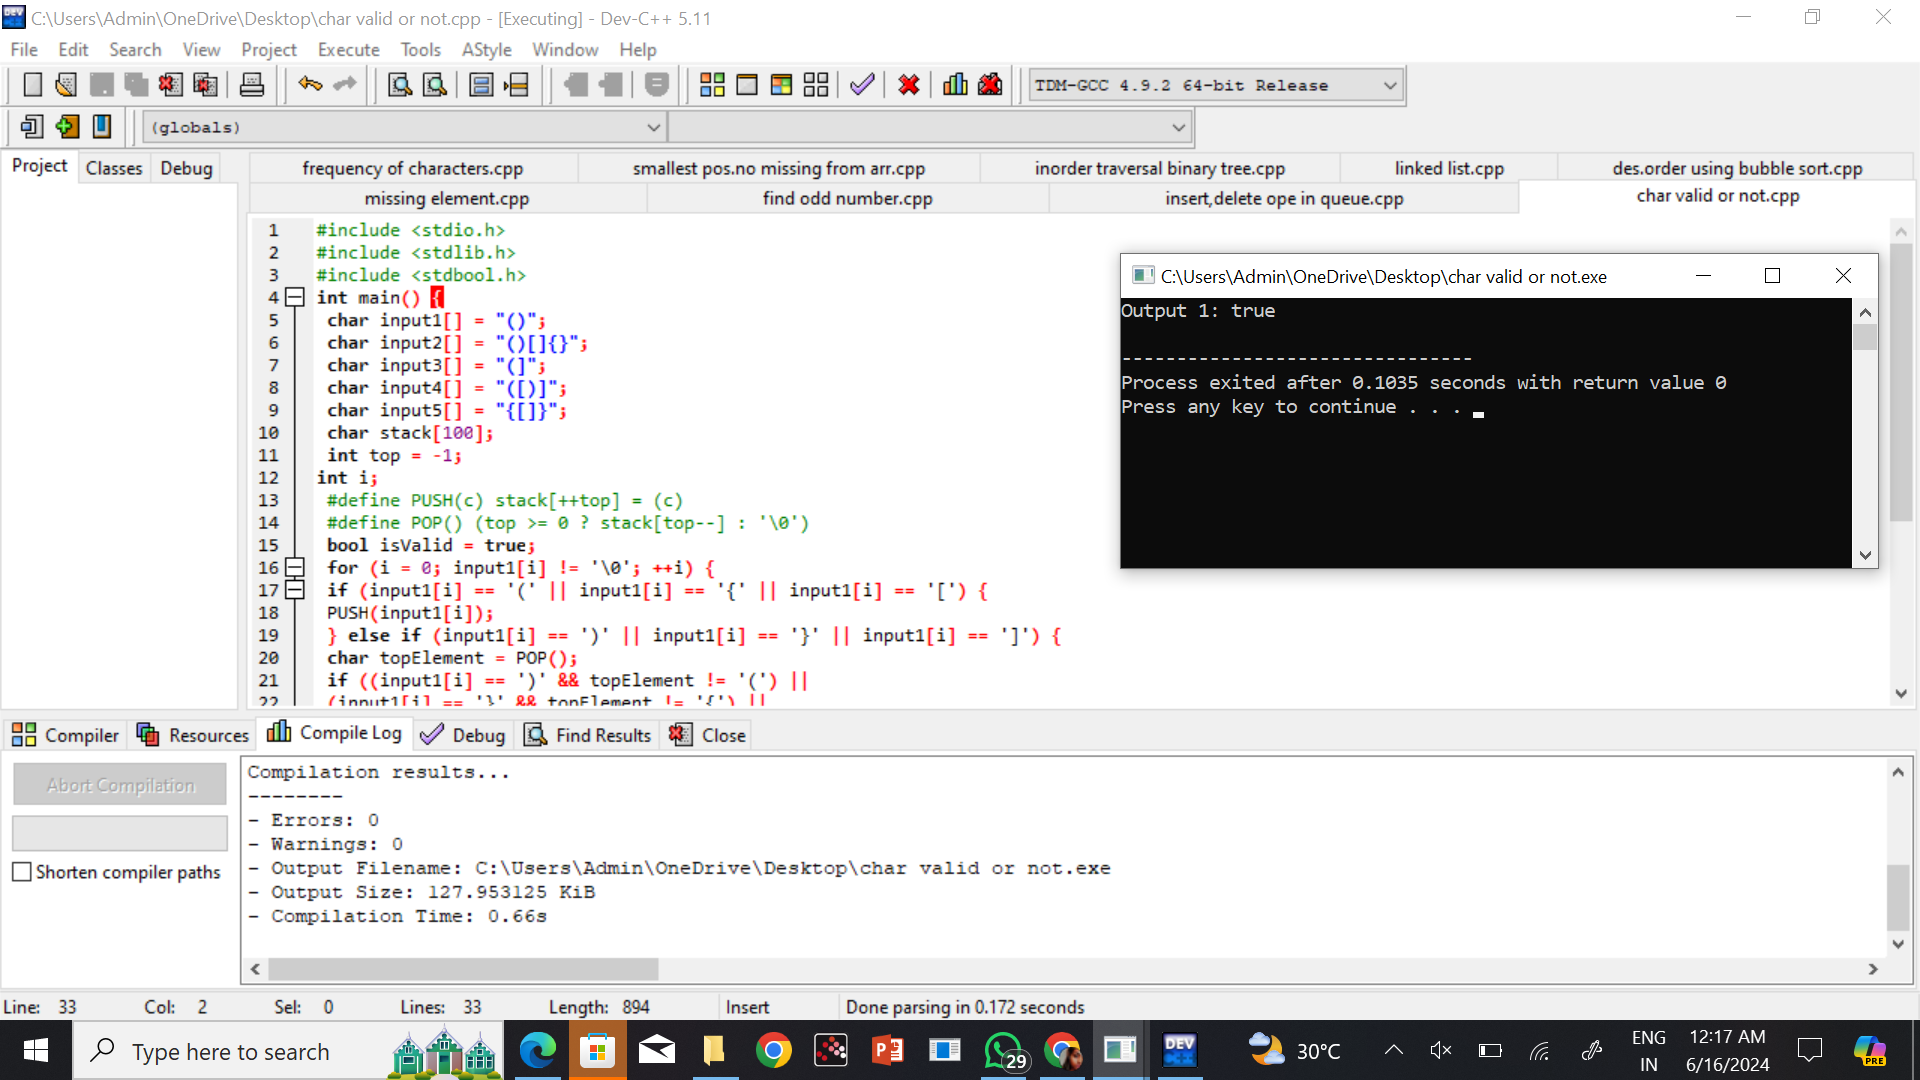 C:\Users\Admin\OneDrive\Desktop\char valid or not.cpp - [Executing] - Dev-C++ 5.11
File Edit Search View Project Execute Tools AStyle Window Help
TDM-GCC 4.9.2 64-bit Release
(globals)
Project Classes Debug
frequency of characters.cpp smallest pos.no missing from arr.cpp inorder traversal binary tree.cpp linked list.cpp des.order using bubble sort.cpp
missing element.cpp find odd number.cpp insert,delete ope in queue.cpp char valid or not.cpp
1 #include <stdio.h>
2 #include <stdlib.h>
3 #include <stdbool.h>
4 int main() {
5 char input1[] = "()";
6 char input2[] = "()[]{}";
7 char input3[] = "(]";
8 char input4[] = "([)]";
9 char input5[] = "{[]}";
10 char stack[100];
11 int top = -1;
12 int i;
13 #define PUSH(c) stack[++top] = (c)
14 #define POP() (top >= 0 ? stack[top--] : '\0')
15 bool isValid = true;
16 for (i = 0; input1[i] != '\0'; ++i) {
17 if (input1[i] == '(' || input1[i] == '{' || input1[i] == '[') {
18 PUSH(input1[i]);
19 } else if (input1[i] == ')' || input1[i] == '}' || input1[i] == ']') {
20 char topElement = POP();
21 if ((input1[i] == ')' && topElement != '(') ||
22 (input1[i] == '}' && topElement != '{') ||
C:\Users\Admin\OneDrive\Desktop\char valid or not.exe
Output 1: true
--------------------------------
Process exited after 0.1035 seconds with return value 0
Press any key to continue . . .
Compiler Resources Compile Log Debug Find Results Close
Abort Compilation
Shorten compiler paths
Compilation results...
--------
- Errors: 0
- Warnings: 0
- Output Filename: C:\Users\Admin\OneDrive\Desktop\char valid or not.exe
- Output Size: 127.953125 KiB
- Compilation Time: 0.66s
Line: 33 Col: 2 Sel: 0 Lines: 33 Length: 894 Insert Done parsing in 0.172 seconds
Type here to search
29
DEV
30°C
ENG
IN
12:17 AM
6/16/2024
PRE